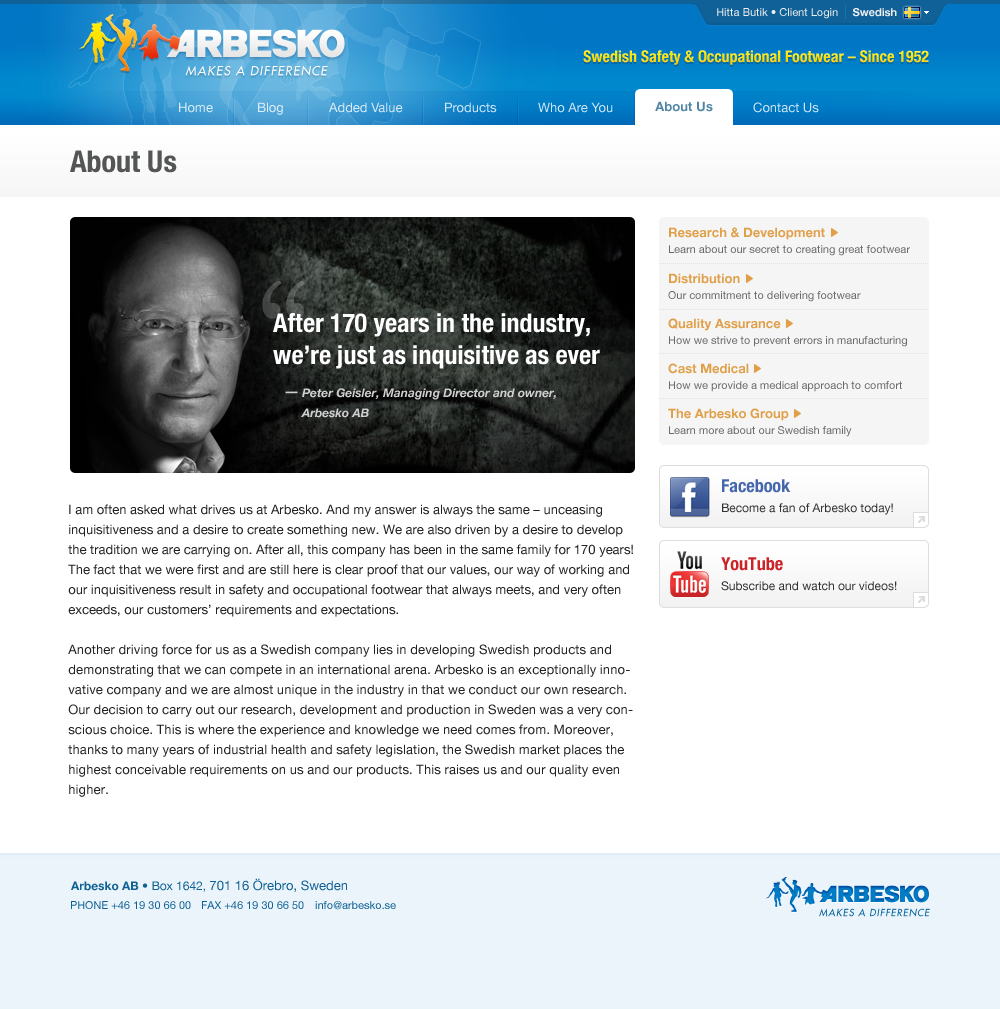 Hitta Butik • Client Login Swedish
ARBESKO
MAKES A DIFFERENCE
Swedish Safety & Occupational Footwear – Since 1952
Home Blog Added Value Products Who Are You About Us Contact Us
About Us
“
After 170 years in the industry,
we’re just as inquisitive as ever
— Peter Geisler, Managing Director and owner,
Arbesko AB
I am often asked what drives us at Arbesko. And my answer is always the same – unceasing
inquisitiveness and a desire to create something new. We are also driven by a desire to develop
the tradition we are carrying on. After all, this company has been in the same family for 170 years!
The fact that we were first and are still here is clear proof that our values, our way of working and
our inquisitiveness result in safety and occupational footwear that always meets, and very often
exceeds, our customers’ requirements and expectations.
Another driving force for us as a Swedish company lies in developing Swedish products and
demonstrating that we can compete in an international arena. Arbesko is an exceptionally inno-
vative company and we are almost unique in the industry in that we conduct our own research.
Our decision to carry out our research, development and production in Sweden was a very con-
scious choice. This is where the experience and knowledge we need comes from. Moreover,
thanks to many years of industrial health and safety legislation, the Swedish market places the
highest conceivable requirements on us and our products. This raises us and our quality even
higher.
Research & Development
Learn about our secret to creating great footwear
Distribution
Our commitment to delivering footwear
Quality Assurance
How we strive to prevent errors in manufacturing
Cast Medical
How we provide a medical approach to comfort
The Arbesko Group
Learn more about our Swedish family
f
Facebook
Become a fan of Arbesko today!
You
Tube
YouTube
Subscribe and watch our videos!
Arbesko AB • Box 1642, 701 16 Örebro, Sweden
PHONE +46 19 30 66 00 FAX +46 19 30 66 50 info@arbesko.se
ARBESKO
MAKES A DIFFERENCE